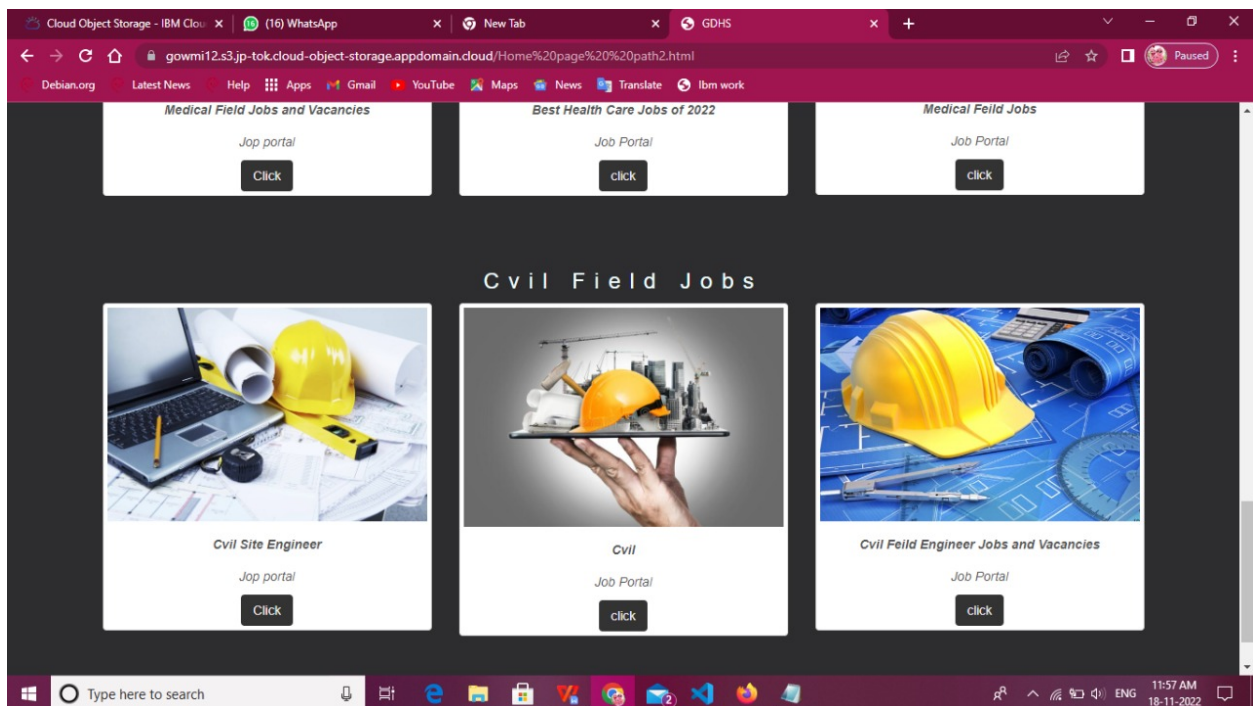 Cloud Object Storage - IBM Clou
(16) WhatsApp
New Tab
GDHS
gowmi12.s3.jp-tok.cloud-object-storage.appdomain.cloud/Home%20page%20%20path2.html
Paused
Debian.org Latest News Help Apps Gmail YouTube Maps News Translate Ibm work
Medical Field Jobs and Vacancies
Jop portal
Click
Best Health Care Jobs of 2022
Job Portal
click
Medical Feild Jobs
Job Portal
click
Cvil Field Jobs
Cvil Site Engineer
Jop portal
Click
Cvil
Job Portal
click
Cvil Feild Engineer Jobs and Vacancies
Job Portal
click
Type here to search
2
ENG
11:57 AM
18-11-2022